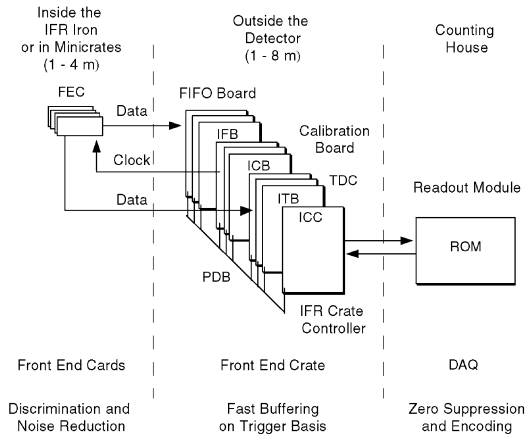 Inside the
IFR Iron
or in Minicrates
(1 - 4 m)
Outside the
Detector
(1 - 8 m)
Counting
House
FEC
Data
Clock
Data
FIFO Board
IFB
Calibration
Board
ICB
TDC
ITB
ICC
PDB
IFR Crate
Controller
Readout Module
ROM
Front End Cards
Front End Crate
DAQ
Discrimination and
Noise Reduction
Fast Buffering
on Trigger Basis
Zero Suppression
and Encoding